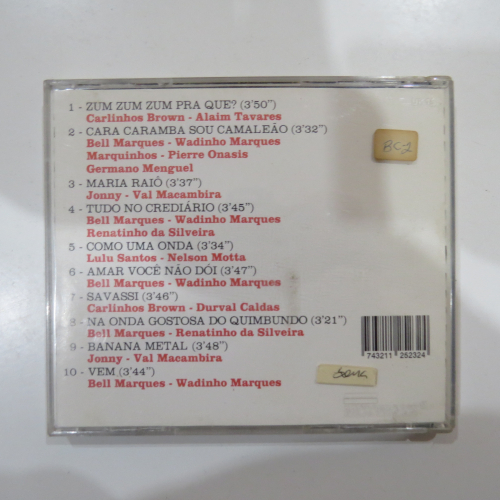 1 - ZUM ZUM ZUM PRA QUE? (3'50")
Carlinhos Brown - Alaim Tavares
2 - CARA CARAMBA SOU CAMALEÃO (3'32")
Bell Marques - Wadinho Marques
Marquinhos - Pierre Onasis
Germano Menguel
3 - MARIA RAIÓ (3'37")
Jonny - Val Macambira
4 - TUDO NO CREDIÁRIO (3'45")
Bell Marques - Wadinho Marques
Renatinho da Silveira
5 - COMO UMA ONDA (3'34")
Lulu Santos - Nelson Motta
6 - AMAR VOCÊ NÃO DÓI (3'47")
Bell Marques - Wadinho Marques
7 - SAVASSI (3'46")
Carlinhos Brown - Durval Caldas
8 - NA ONDA GOSTOSA DO QUIMBUNDO (3'21")
Bell Marques - Renatinho da Silveira
9 - BANANA METAL (3'48")
Jonny - Val Macambira
10 - VEM (3'44")
Bell Marques - Wadinho Marques
BC-2
743211 252324